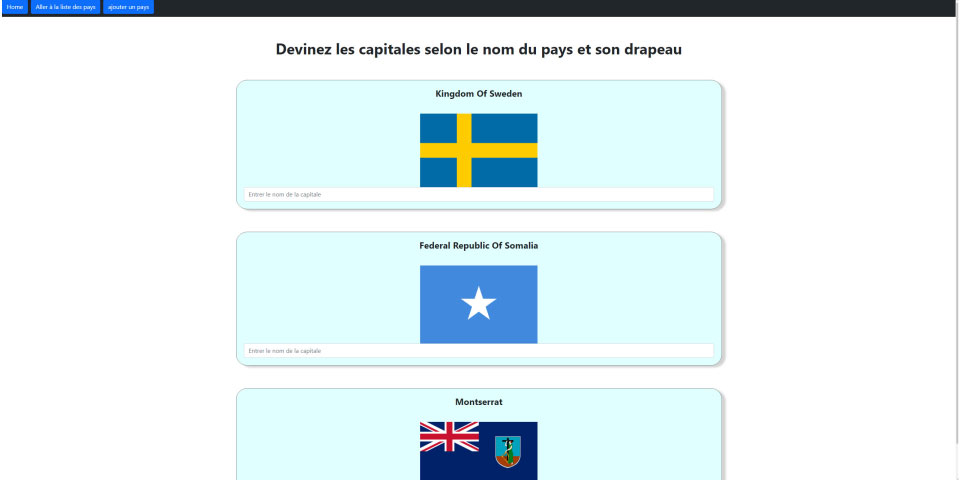 Home
Aller à la liste des pays
ajouter un pays
Devinez les capitales selon le nom du pays et son drapeau
Kingdom Of Sweden
Entrer le nom de la capitale
Federal Republic Of Somalia
Entrer le nom de la capitale
Montserrat